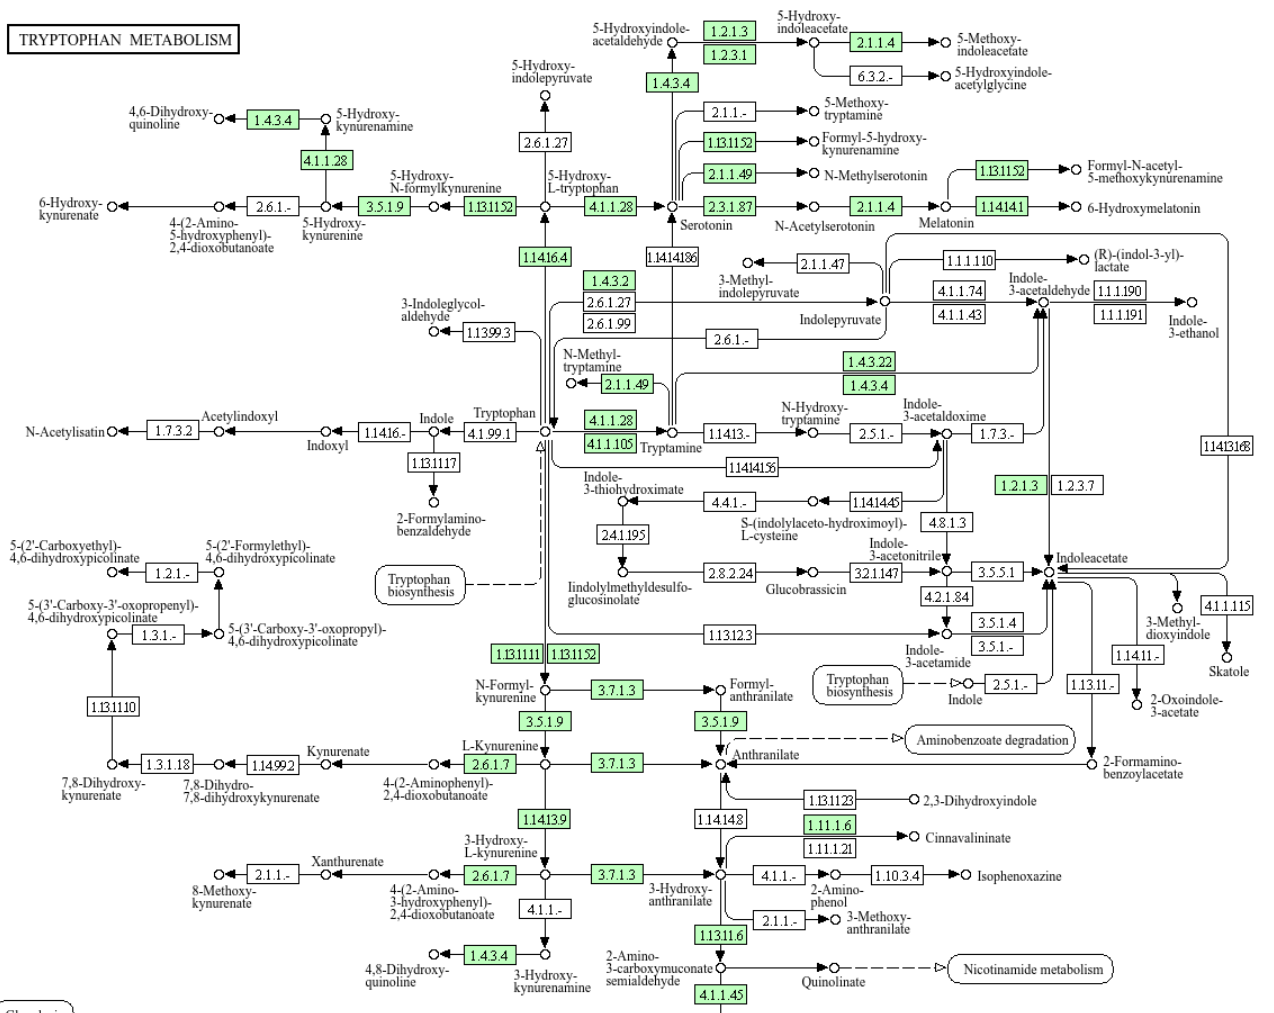 TRYPTOPHAN METABOLISM
5-Hydroxyindole-
acetaldehyde
1.2.1.3
1.2.3.1
5-Hydroxy-
indoleacetate
2.1.1.4
5-Methoxy-
indoleacetate
6.3.2.-
5-Hydroxyindole-
acetylglycine
5-Hydroxy-
indolepyruvate
1.4.3.4
4,6-Dihydroxy-
quinoline
1.4.3.4
5-Hydroxy-
kynurenamine
2.1.1.-
5-Methoxy-
tryptamine
2.6.1.27
1.13.11.52
Formyl-5-hydroxy-
kynurenamine
4.1.1.28
5-Hydroxy-
N-formylkynurenine
5-Hydroxy-
L-tryptophan
2.1.1.49
N-Methylserotonin
1.13.11.52
Formyl-N-acetyl-
5-methoxykynurenamine
6-Hydroxy-
kynurenate
2.6.1.-
3.5.1.9
1.13.11.52
4.1.1.28
2.3.1.87
2.1.1.4
1.14.14.1
6-Hydroxymelatonin
4-(2-Amino-
5-hydroxyphenyl)-
2,4-dioxobutanoate
5-Hydroxy-
kynurenine
Serotonin
N-Acetylserotonin
Melatonin
1.14.16.4
1.14.14.186
2.1.1.47
1.1.1.110
(R)-(indol-3-yl)-
lactate
3-Methyl-
indolepyruvate
1.4.3.2
2.6.1.27
2.6.1.99
Indolepyruvate
4.1.1.74
4.1.1.43
Indole-
3-acetaldehyde
1.1.1.190
1.1.1.191
Indole-
3-ethanol
3-Indoleglycol-
aldehyde
1.13.99.3
2.6.1.-
N-Methyl-
tryptamine
2.1.1.49
1.4.3.22
1.4.3.4
N-Acetylisatin
1.7.3.2
Acetylindoxyl
Indoxyl
1.14.16.-
Indole
4.1.99.1
Tryptophan
4.1.1.28
4.1.1.105
Tryptamine
1.14.13.-
N-Hydroxy-
tryptamine
2.5.1.-
Indole-
3-acetaldoxime
1.7.3.-
1.14.13.168
1.13.11.17
2-Formylamino-
benzaldehyde
1.14.14.156
Indole-
3-thiohydroximate
4.4.1.-
1.14.14.45
1.2.1.3
1.2.3.7
S-(indolylaceto-hydroximoyl)-
L-cysteine
2.4.1.195
4.8.1.3
5-(2'-Carboxyethyl)-
4,6-dihydroxypicolinate
5-(2'-Formylethyl)-
4,6-dihydroxypicolinate
1.2.1.-
Tryptophan
biosynthesis
Iindolylmethyldesulfo-
glucosinolate
2.8.2.24
Glucobrassicin
3.2.1.147
Indole-
3-acetonitrile
3.5.5.1
Indoleacetate
4.2.1.84
5-(3'-Carboxy-3'-oxopropenyl)-
4,6-dihydroxypicolinate
1.3.1.-
5-(3'-Carboxy-3'-oxopropyl)-
4,6-dihydroxypicolinate
1.13.12.3
Indole-
3-acetamide
3.5.1.4
3.5.1.-
3-Methyl-
dioxyindole
4.1.1.115
Skatole
1.14.11.-
2-Oxoindole-
3-acetate
1.13.11.11
1.13.11.52
Tryptophan
biosynthesis
Indole
2.5.1.-
1.13.11.-
N-Formyl-
kynurenine
3.7.1.3
Formyl-
anthranilate
1.13.11.10
3.5.1.9
3.5.1.9
Aminobenzoate degradation
7,8-Dihydroxy-
kynurenate
1.3.1.18
7,8-Dihydro-
7,8-dihydroxykynurenate
1.14.99.2
Kynurenate
4-(2-Aminophenyl)-
2,4-dioxobutanoate
2.6.1.7
L-Kynurenine
3.7.1.3
Anthranilate
2-Formamino-
benzoylacetate
1.13.11.23
2,3-Dihydroxyindole
1.14.13.9
1.14.14.8
1.11.1.6
1.11.1.21
Cinnavalininate
3-Hydroxy-
L-kynurenine
8-Methoxy-
kynurenate
2.1.1.-
Xanthurenate
4-(2-Amino-
3-hydroxyphenyl)-
2,4-dioxobutanoate
2.6.1.7
3.7.1.3
3-Hydroxy-
anthranilate
4.1.1.-
2-Amino-
phenol
1.10.3.4
Isophenoxazine
4.1.1.-
2.1.1.-
3-Methoxy-
anthranilate
1.13.11.6
4,8-Dihydroxy-
quinoline
1.4.3.4
3-Hydroxy-
kynurenamine
2-Amino-
3-carboxymuconate
semialdehyde
Quinolinate
Nicotinamide metabolism
4.1.1.45